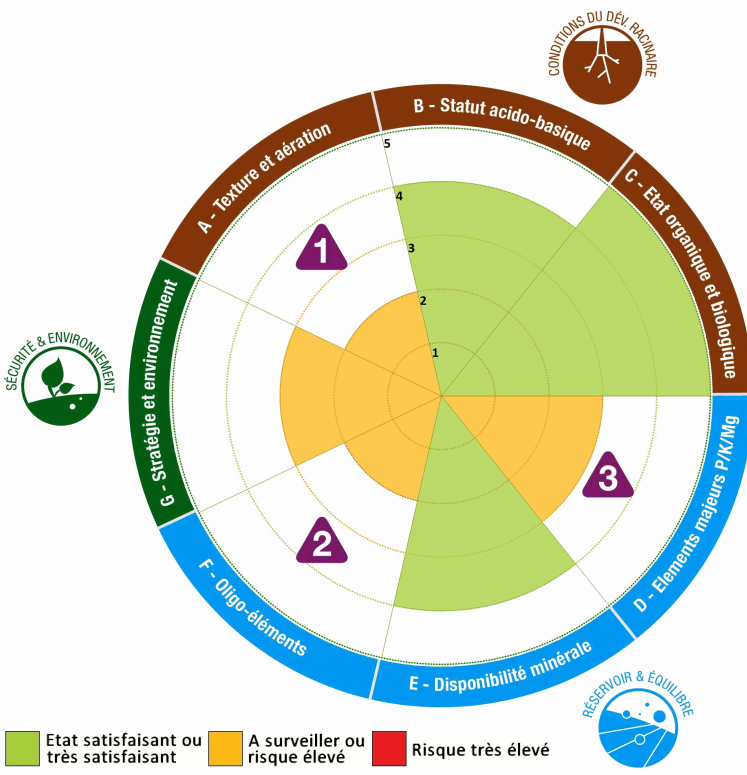 CONDITIONS DU DÉV. RACINAIRE
B - Statut acido-basique
A - Texture et aération
C - Etat organique et biologique
5
4
3
2
1
1
SÉCURITÉ & ENVIRONNEMENT
G - Stratégie et environnement
3
2
D - Elements majeurs P/K/Mg
F - Oligo-éléments
E - Disponibilité minérale
RÉSERVOIR & ÉQUILIBRE
Etat satisfaisant ou
très satisfaisant
A surveiller ou
risque élevé
Risque très élevé